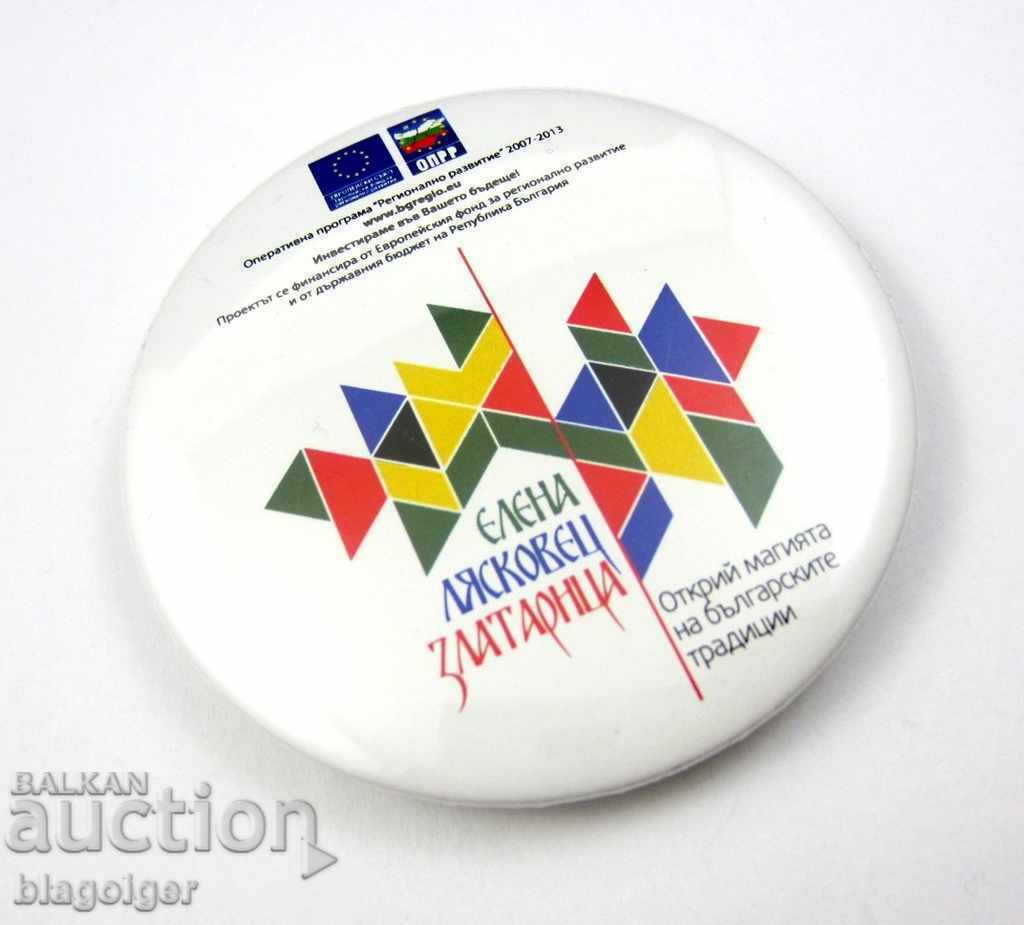 ЕВРОПЕЙСКИ СЪЮЗ
ОПРР
Оперативна програма "Регионално развитие" 2007-2013
www.bgregio.eu
Инвестираме във Вашето бъдеще!
Проектът се финансира от Европейския фонд за регионално развитие
и от държавния бюджет на Република България
ЕЛЕНА
ЛЯСКОВЕЦ
ЗЛАТАРИЦА
Открий магията
на българските
традиции
BALKAN
auction
blagoiger